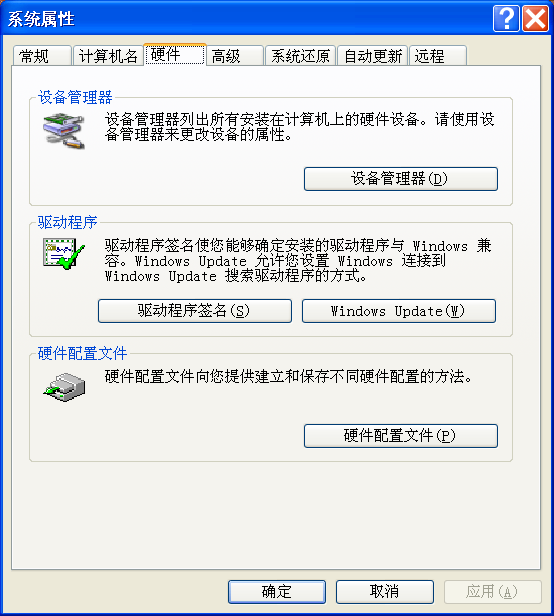 系统属性
常规 计算机名 硬件 高级 系统还原 自动更新 远程
设备管理器
设备管理器列出所有安装在计算机上的硬件设备。请使用设
备管理器来更改设备的属性。
设备管理器(D)
驱动程序
驱动程序签名使您能够确定安装的驱动程序与 Windows 兼
容。Windows Update 允许您设置 Windows 连接到
Windows Update 搜索驱动程序的方式。
驱动程序签名(S) Windows Update(W)
硬件配置文件
硬件配置文件向您提供建立和保存不同硬件配置的方法。
硬件配置文件(P)
确定 取消 应用(A)